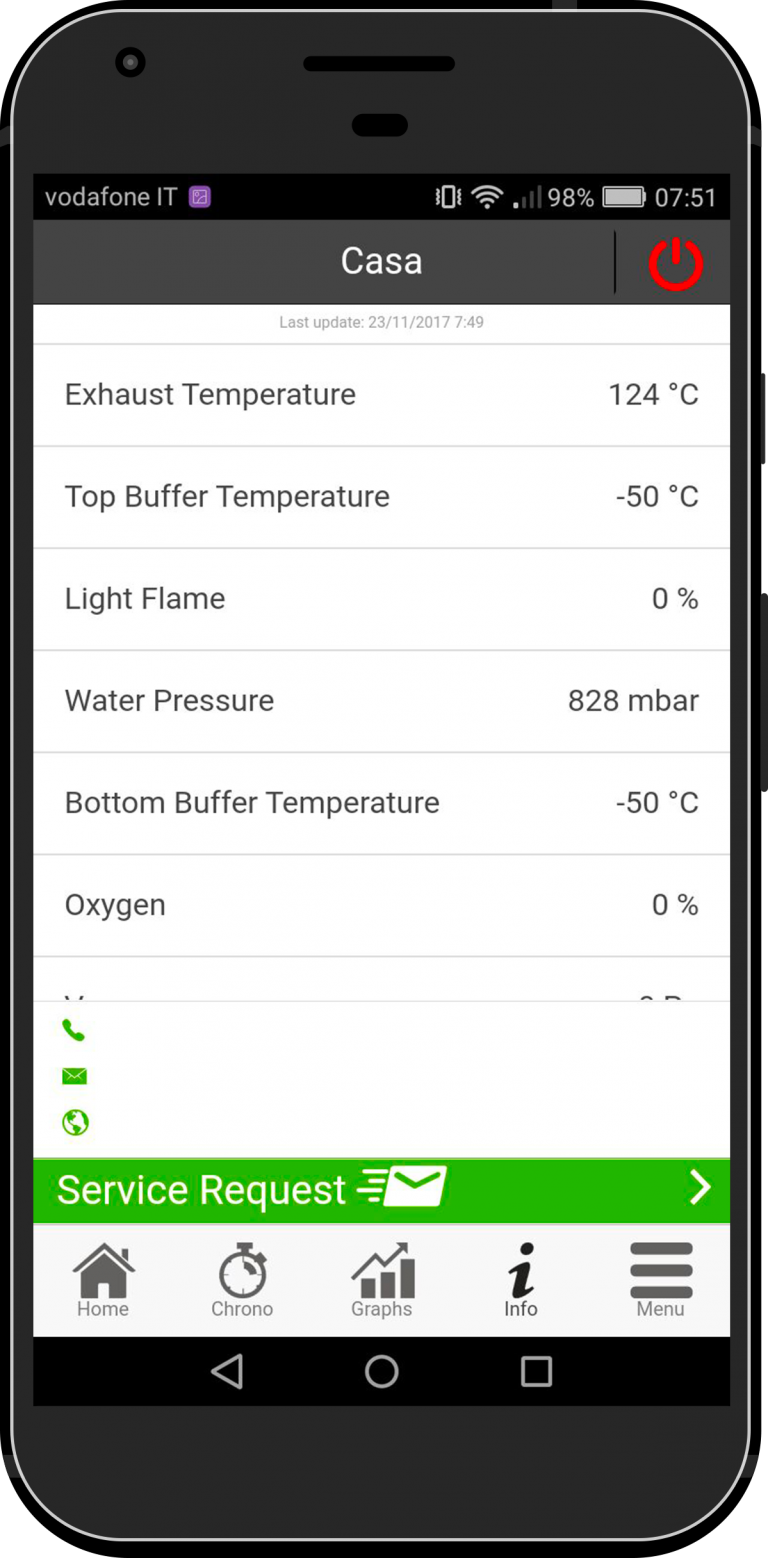 vodafone IT 98% 07:51
Casa
Last update: 23/11/2017 7:49
Exhaust Temperature 124 °C
Top Buffer Temperature -50 °C
Light Flame 0 %
Water Pressure 828 mbar
Bottom Buffer Temperature -50 °C
Oxygen 0 %
Service Request
Home Chrono Graphs Info Menu